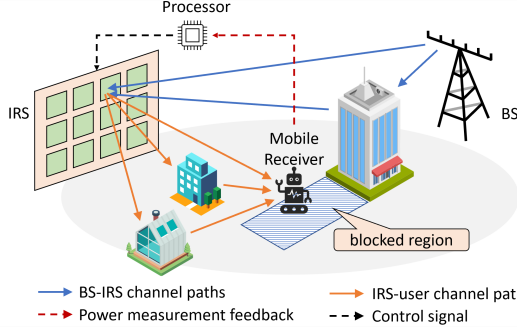 Processor
IRS
BS
Mobile
Receiver
blocked region
BS-IRS channel paths
IRS-user channel pat
Power measurement feedback
Control signal